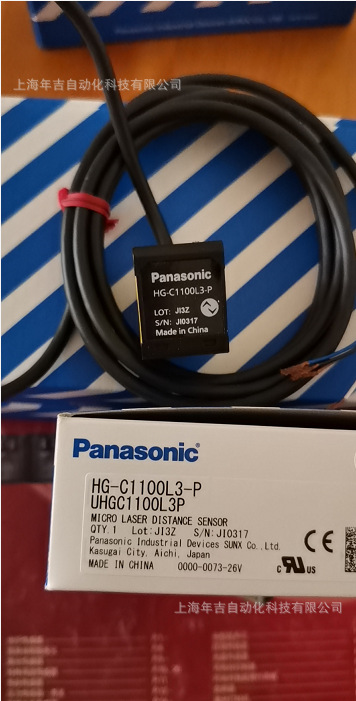 上海年吉自动化科技有限公司
Panasonic
HG-C1100L3-P
LOT: JI3Z
S/N: JI0317
Made in China
Panasonic
HG-C1100L3-P
UHGC1100L3P
MICRO LASER DISTANCE SENSOR
QTY.1 Lot:JI3Z S/N:JI0317
Panasonic Industrial Devices SUNX Co.,Ltd.
Kasugai City, Aichi, Japan
MADE IN CHINA 0000-0073-26V
CE
c UL us
上海年吉自动化科技有限公司